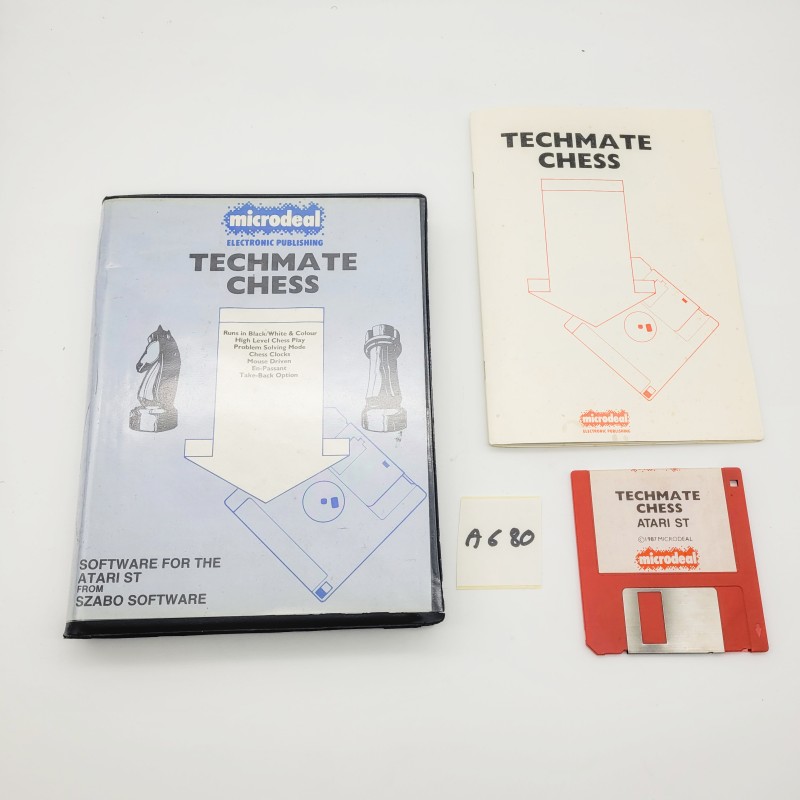 microdeal
ELECTRONIC PUBLISHING
TECHMATE
CHESS
Runs in Black/White & Colour
High Level Chess Play
Problem Solving Mode
Chess Clocks
Mouse Driven
En-Passant
Take-Back Option
SOFTWARE FOR THE
ATARI ST
FROM
SZABO SOFTWARE
TECHMATE
CHESS
microdeal
ELECTRONIC PUBLISHING
A680
TECHMATE
CHESS
ATARI ST
©1987 MICRODEAL
microdeal